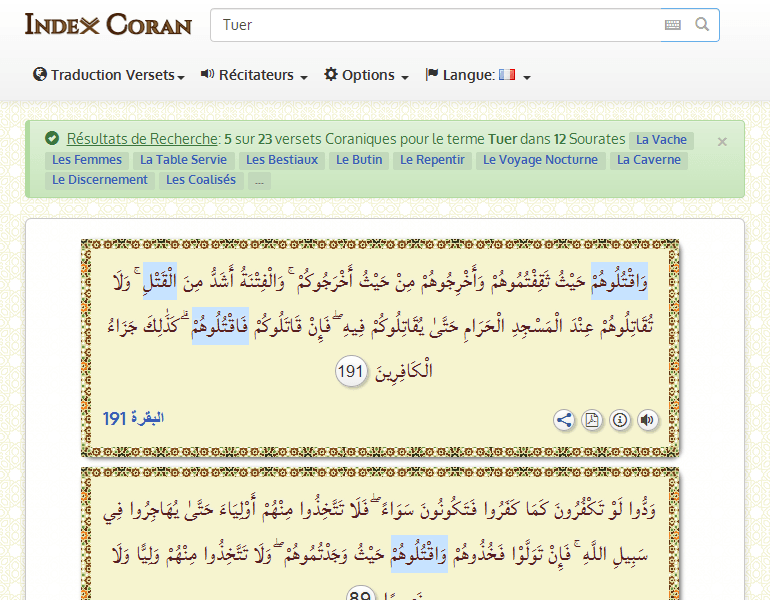 INDEX CORAN
Tuer
Traduction Versets
Récitateurs
Options
Langue:
Résultats de Recherche: 5 sur 23 versets Coraniques pour le terme Tuer dans 12 Sourates La Vache
Les Femmes La Table Servie Les Bestiaux Le Butin Le Repentir Le Voyage Nocturne La Caverne
Le Discernement Les Coalisés ...
×
وَاقْتُلُوهُمْ حَيْثُ ثَقِفْتُمُوهُمْ وَأَخْرِجُوهُمْ مِنْ حَيْثُ أَخْرَجُوكُمْ ۚ وَالْفِتْنَةُ أَشَدُّ مِنَ الْقَتْلِ ۚ وَلَا
تُقَاتِلُوهُمْ عِنْدَ الْمَسْجِدِ الْحَرَامِ حَتَّىٰ يُقَاتِلُوكُمْ فِيهِ ۖ فَإِنْ قَاتَلُوكُمْ فَاقْتُلُوهُمْ ۗ كَذَٰلِكَ جَزَاءُ
الْكَافِرِينَ 191
البقرة 191
وَدُّوا لَوْ تَكْفُرُونَ كَمَا كَفَرُوا فَتَكُونُونَ سَوَاءً ۖ فَلَا تَتَّخِذُوا مِنْهُمْ أَوْلِيَاءَ حَتَّىٰ يُهَاجِرُوا فِي
سَبِيلِ اللَّهِ ۚ فَإِنْ تَوَلَّوْا فَخُذُوهُمْ وَاقْتُلُوهُمْ حَيْثُ وَجَدْتُمُوهُمْ ۖ وَلَا تَتَّخِذُوا مِنْهُمْ وَلِيًّا وَلَا
89